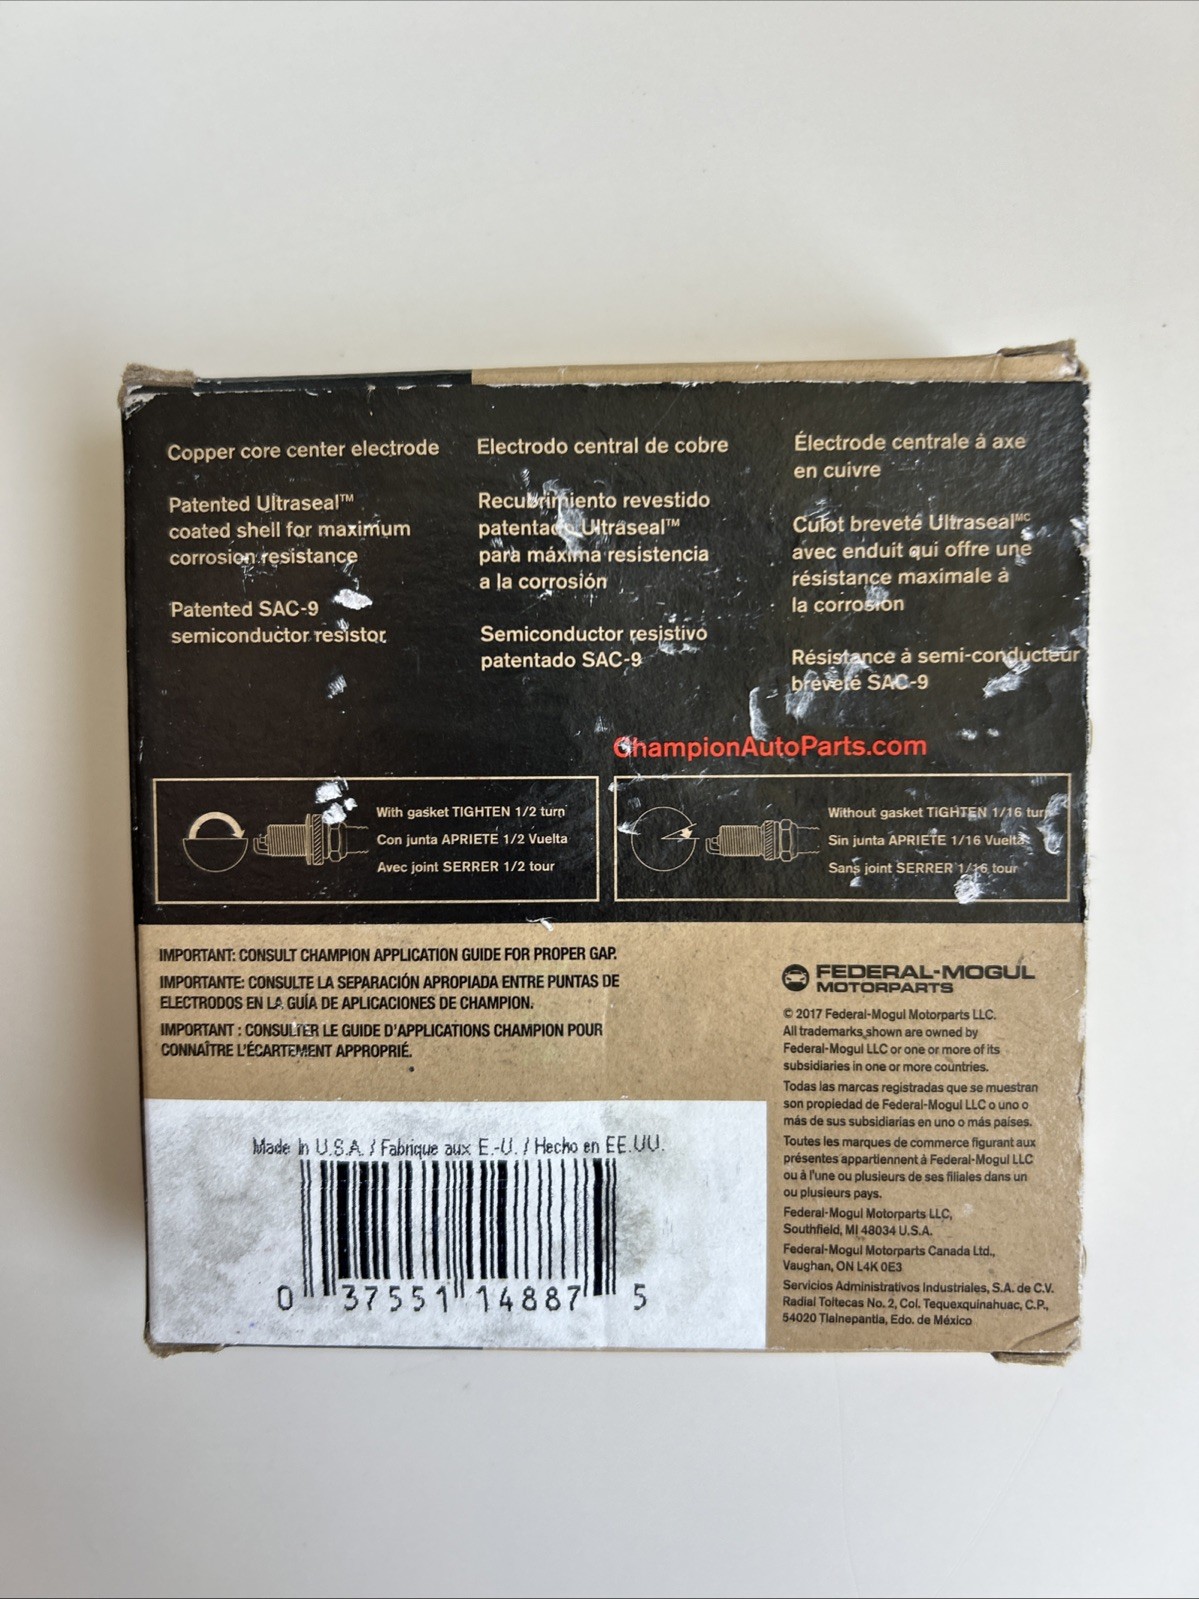 Copper core center electrode
Patented Ultraseal™
coated shell for maximum
corrosion resistance
Patented SAC-9
semiconductor resistor
Electrodo central de cobre
Recubrimiento revestido
patentado Ultraseal™
para máxima resistencia
a la corrosión
Semiconductor resistivo
patentado SAC-9
Électrode centrale à axe
en cuivre
Culot breveté Ultraseal MC
avec enduit qui offre une
résistance maximale à
la corrosion
Résistance à semi-conducteur
breveté SAC-9
ChampionAutoParts.com
With gasket TIGHTEN 1/2 turn
Con junta APRIETE 1/2 Vuelta
Avec joint SERRER 1/2 tour
Without gasket TIGHTEN 1/16 turn
Sin junta APRIETE 1/16 Vuelta
Sans joint SERRER 1/16 tour
IMPORTANT: CONSULT CHAMPION APPLICATION GUIDE FOR PROPER GAP.
IMPORTANTE: CONSULTE LA SEPARACIÓN APROPIADA ENTRE PUNTAS DE
ELECTRODOS EN LA GUÍA DE APLICACIONES DE CHAMPION.
IMPORTANT : CONSULTER LE GUIDE D'APPLICATIONS CHAMPION POUR
CONNAÎTRE L'ÉCARTEMENT APPROPRIÉ.
Made in U.S.A. / Fabrique aux E.-U. / Hecho en EE.UU.
0 37551 14887 5
FEDERAL-MOGUL
MOTORPARTS
© 2017 Federal-Mogul Motorparts LLC.
All trademarks shown are owned by
Federal-Mogul LLC or one or more of its
subsidiaries in one or more countries.
Todas las marcas registradas que se muestran
son propiedad de Federal-Mogul LLC o uno o
más de sus subsidiarias en uno o más países.
Toutes les marques de commerce figurant aux
présentes appartiennent à Federal-Mogul LLC
ou à l'une ou plusieurs de ses filiales dans un
ou plusieurs pays.
Federal-Mogul Motorparts LLC,
Southfield, MI 48034 U.S.A.
Federal-Mogul Motorparts Canada Ltd.,
Vaughan, ON L4K 0E3
Servicios Administrativos Industriales, S.A. de C.V.
Radial Toltecas No. 2, Col. Tequexquinahuac, C.P.,
54020 Tlalnepantla, Edo. de México